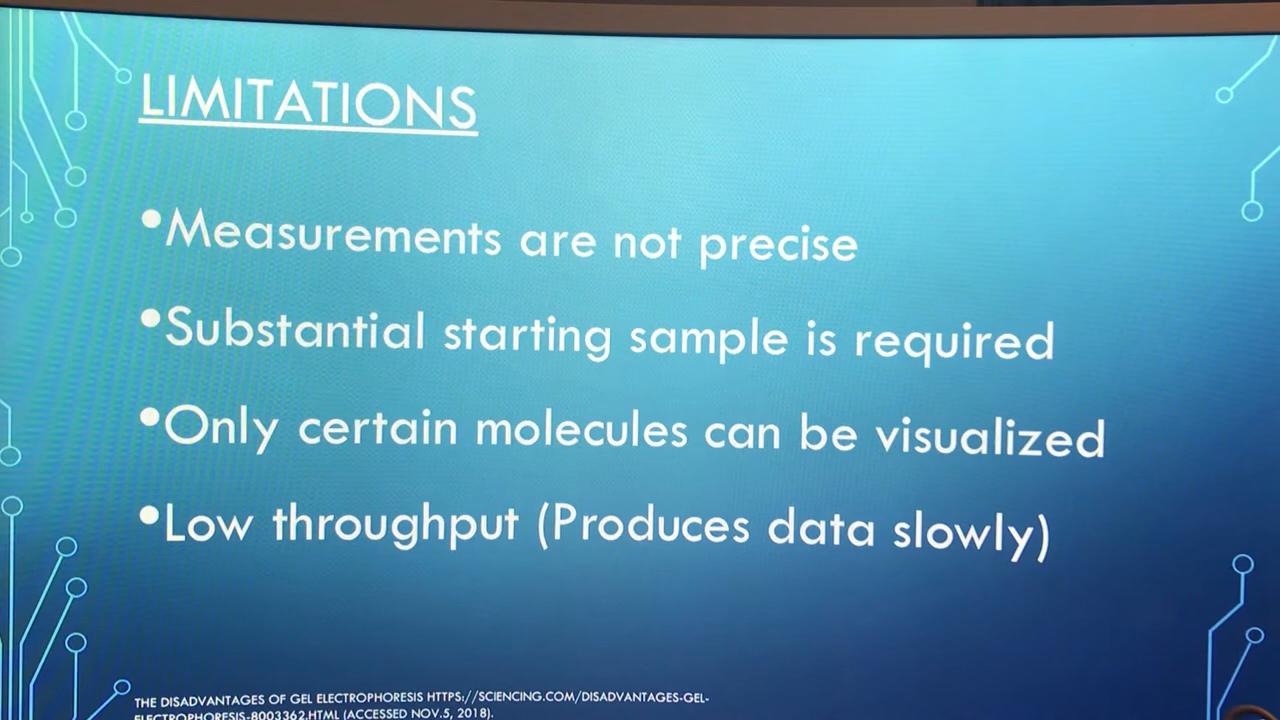 LIMITATIONS
•Measurements are not precise
•Substantial starting sample is required
•Only certain molecules can be visualized
•Low throughput (Produces data slowly)
THE DISADVANTAGES OF GEL ELECTROPHORESIS HTTPS://SCIENCING.COM/DISADVANTAGES-GEL-
ELECTROPHORESIS-8003362.HTML (ACCESSED NOV.5, 2018).